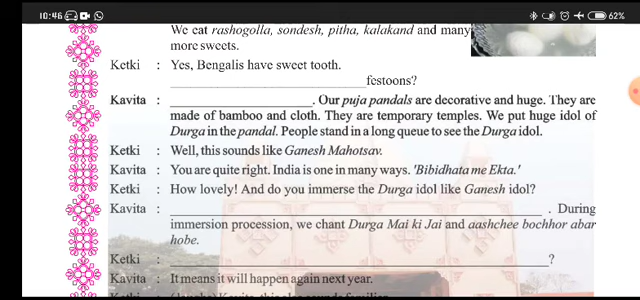 10:46 62%
We eat rashogolla, sondesh, pitha, kalakand and many
more sweets.
Ketki : Yes, Bengalis have sweet tooth.
____________________ festoons?
Kavita : ____________________. Our puja pandals are decorative and huge. They are
made of bamboo and cloth. They are temporary temples. We put huge idol of
Durga in the pandal. People stand in a long queue to see the Durga idol.
Ketki : Well, this sounds like Ganesh Mahotsav.
Kavita : You are quite right. India is one in many ways. 'Bibidhata me Ekta.'
Ketki : How lovely! And do you immerse the Durga idol like Ganesh idol?
Kavita : ____________________ . During
immersion procession, we chant Durga Mai ki Jai and aashchee bochhor abar
hobe.
Ketki : ____________________?
Kavita : It means it will happen again next year.